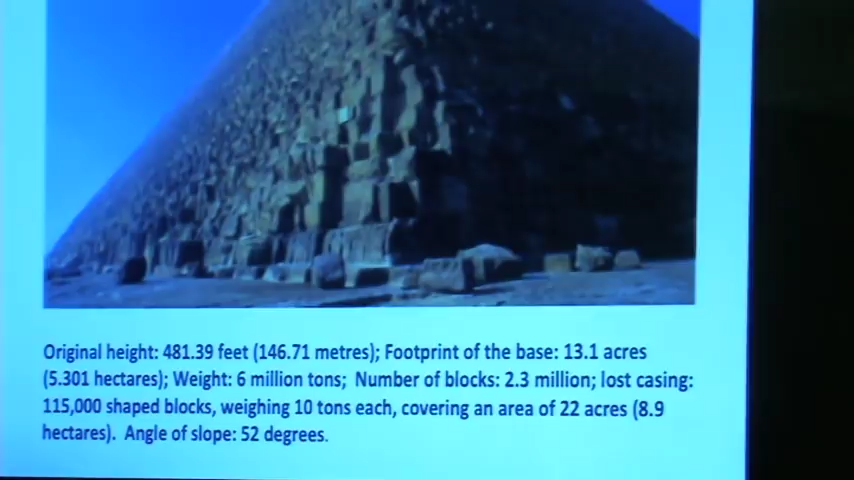 Original height: 481.39 feet (146.71 metres); Footprint of the base: 13.1 acres
(5.301 hectares); Weight: 6 million tons;  Number of blocks: 2.3 million; lost casing:
115,000 shaped blocks, weighing 10 tons each, covering an area of 22 acres (8.9
hectares).  Angle of slope: 52 degrees.